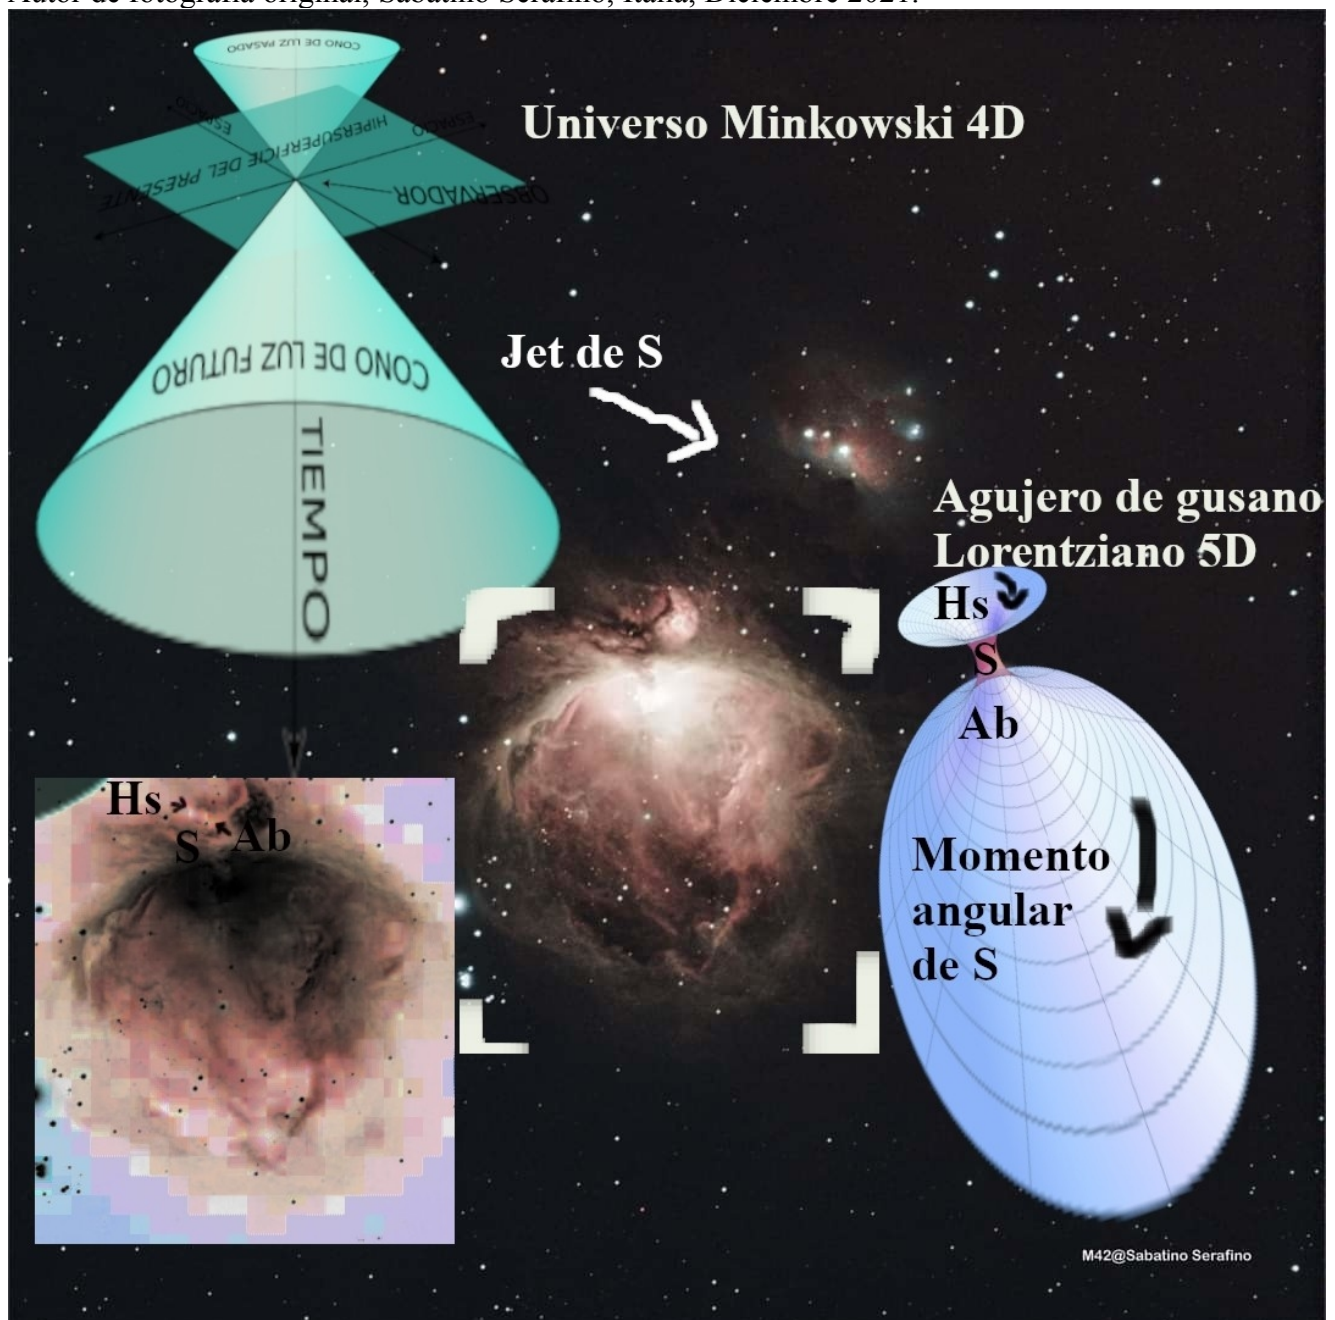 Autor de fotografía original, Sabatino Serafino, Italia, Diciembre 2021.
CONO DE LUZ PASADO
Universo Minkowski 4D
ESPACIO
ESPACIO
HIPERSUPERFICIE DEL PRESENTE
OBSERVADOR
Jet de S
CONO DE LUZ FUTURO
TIEMPO
Agujero de gusano
Lorentziano 5D
Hs
S
Ab
Momento
angular
de S
Hs
S
Ab
M42@Sabatino Serafino